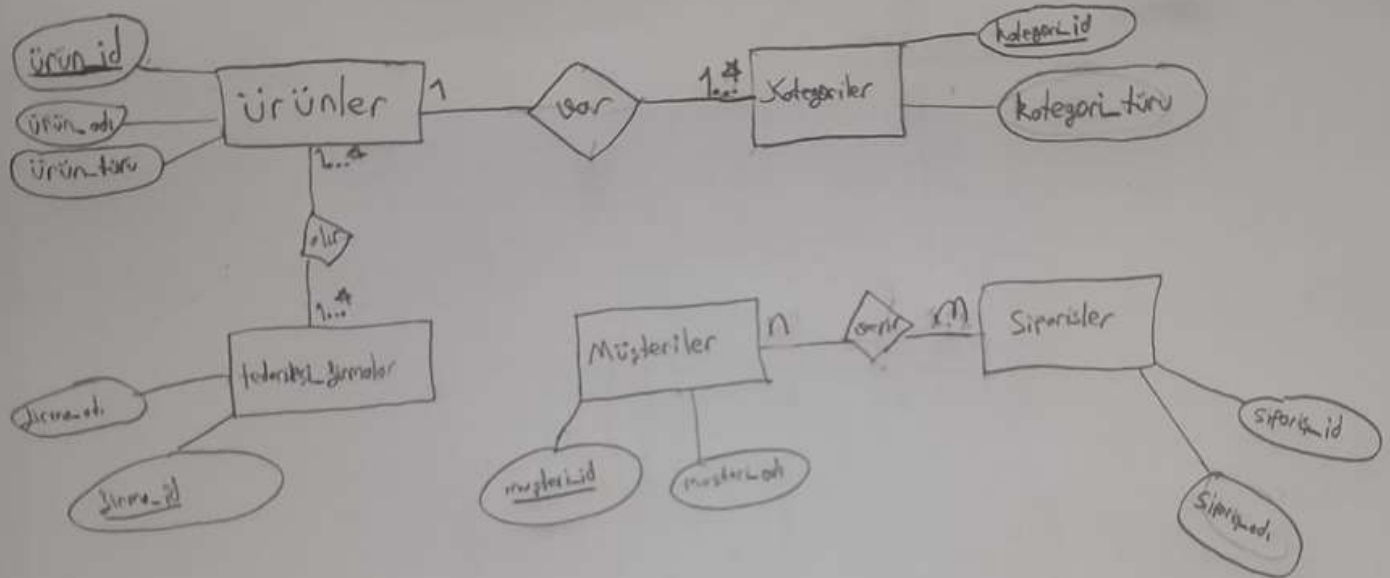 ürün_id
ürün_adı
ürün_türü
ürünler
1
var
1..*
Kategoriler
kategori_id
kategori_türü
1..*
alır
1..*
tedarikçi_firmalar
firma_adı
firma_id
Müşteriler
n
verir
m
Siparişler
müşteri_id
müşteri_adı
sipariş_id
sipariş_adı